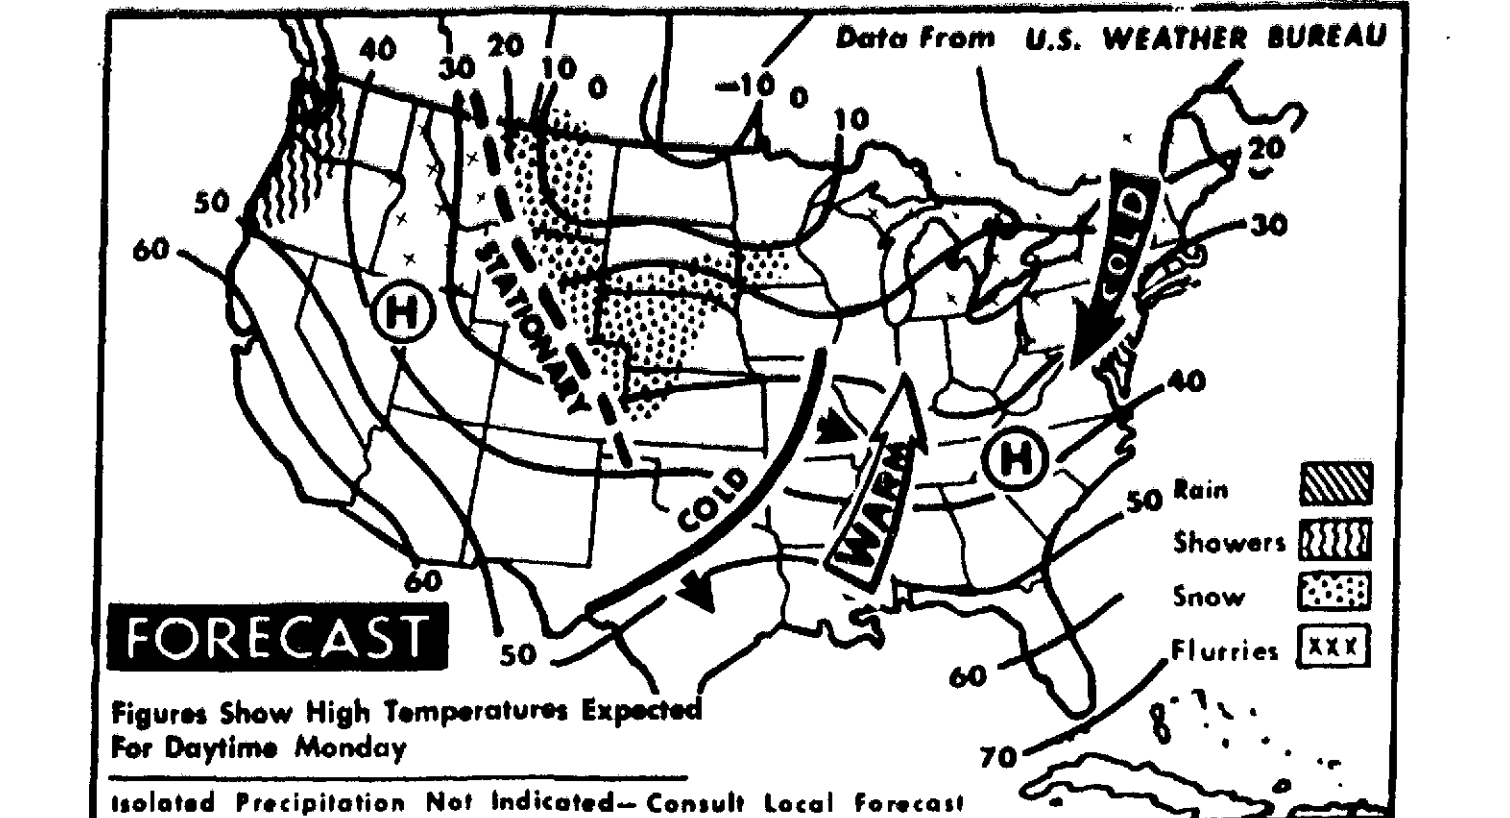 Data From U.S. WEATHER BUREAU
40
30
20
10
0
-10
0
10
20
30
50
60
COLD
STATIONARY
H
WARM
COLD
H
40
50
60
50
60
70
Rain
Showers
Snow
Flurries
xxx
FORECAST
Figures Show High Temperatures Expected
For Daytime Monday
Isolated Precipitation Not Indicated— Consult Local Forecast